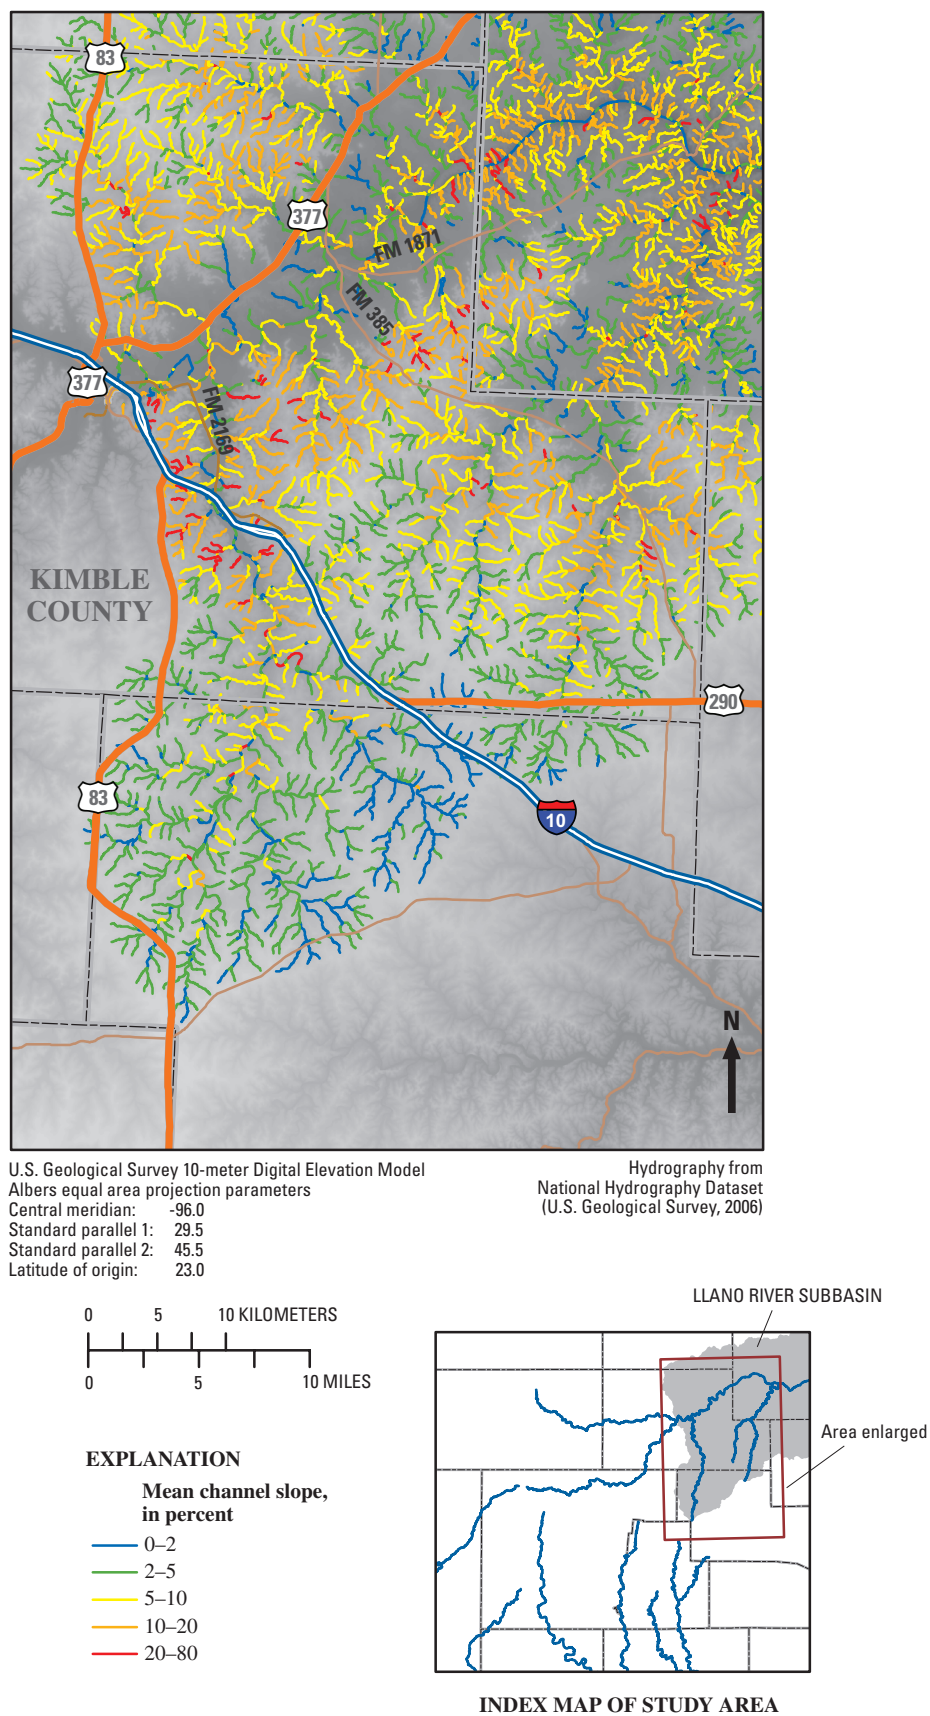 83
377
FM 1871
FM 385
377
FM 2169
KIMBLE
COUNTY
290
83
10
N
U.S. Geological Survey 10-meter Digital Elevation Model
Albers equal area projection parameters
Central meridian: -96.0
Standard parallel 1: 29.5
Standard parallel 2: 45.5
Latitude of origin: 23.0
Hydrography from
National Hydrography Dataset
(U.S. Geological Survey, 2006)
0 5 10 KILOMETERS
0 5 10 MILES
EXPLANATION
Mean channel slope,
in percent
0–2
2–5
5–10
10–20
20–80
LLANO RIVER SUBBASIN
Area enlarged
INDEX MAP OF STUDY AREA